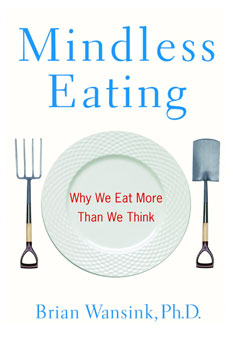 Mindless
Eating
Why We Eat More
Than We Think
Brian Wansink, Ph.D.